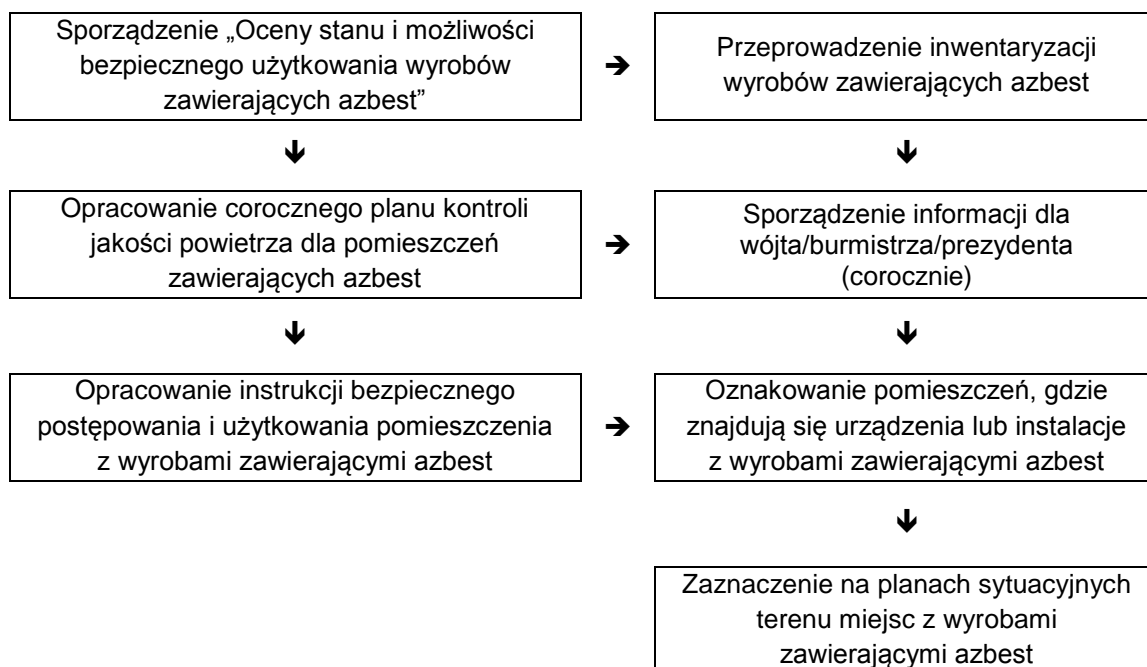 Sporządzenie „Oceny stanu i możliwości
bezpiecznego użytkowania wyrobów
zawierających azbest”
Przeprowadzenie inwentaryzacji
wyrobów zawierających azbest
Opracowanie corocznego planu kontroli
jakości powietrza dla pomieszczeń
zawierających azbest
Sporządzenie informacji dla
wójta/burmistrza/prezydenta
(corocznie)
Opracowanie instrukcji bezpiecznego
postępowania i użytkowania pomieszczenia
z wyrobami zawierającymi azbest
Oznakowanie pomieszczeń, gdzie
znajdują się urządzenia lub instalacje
z wyrobami zawierającymi azbest
Zaznaczenie na planach sytuacyjnych
terenu miejsc z wyrobami
zawierającymi azbest